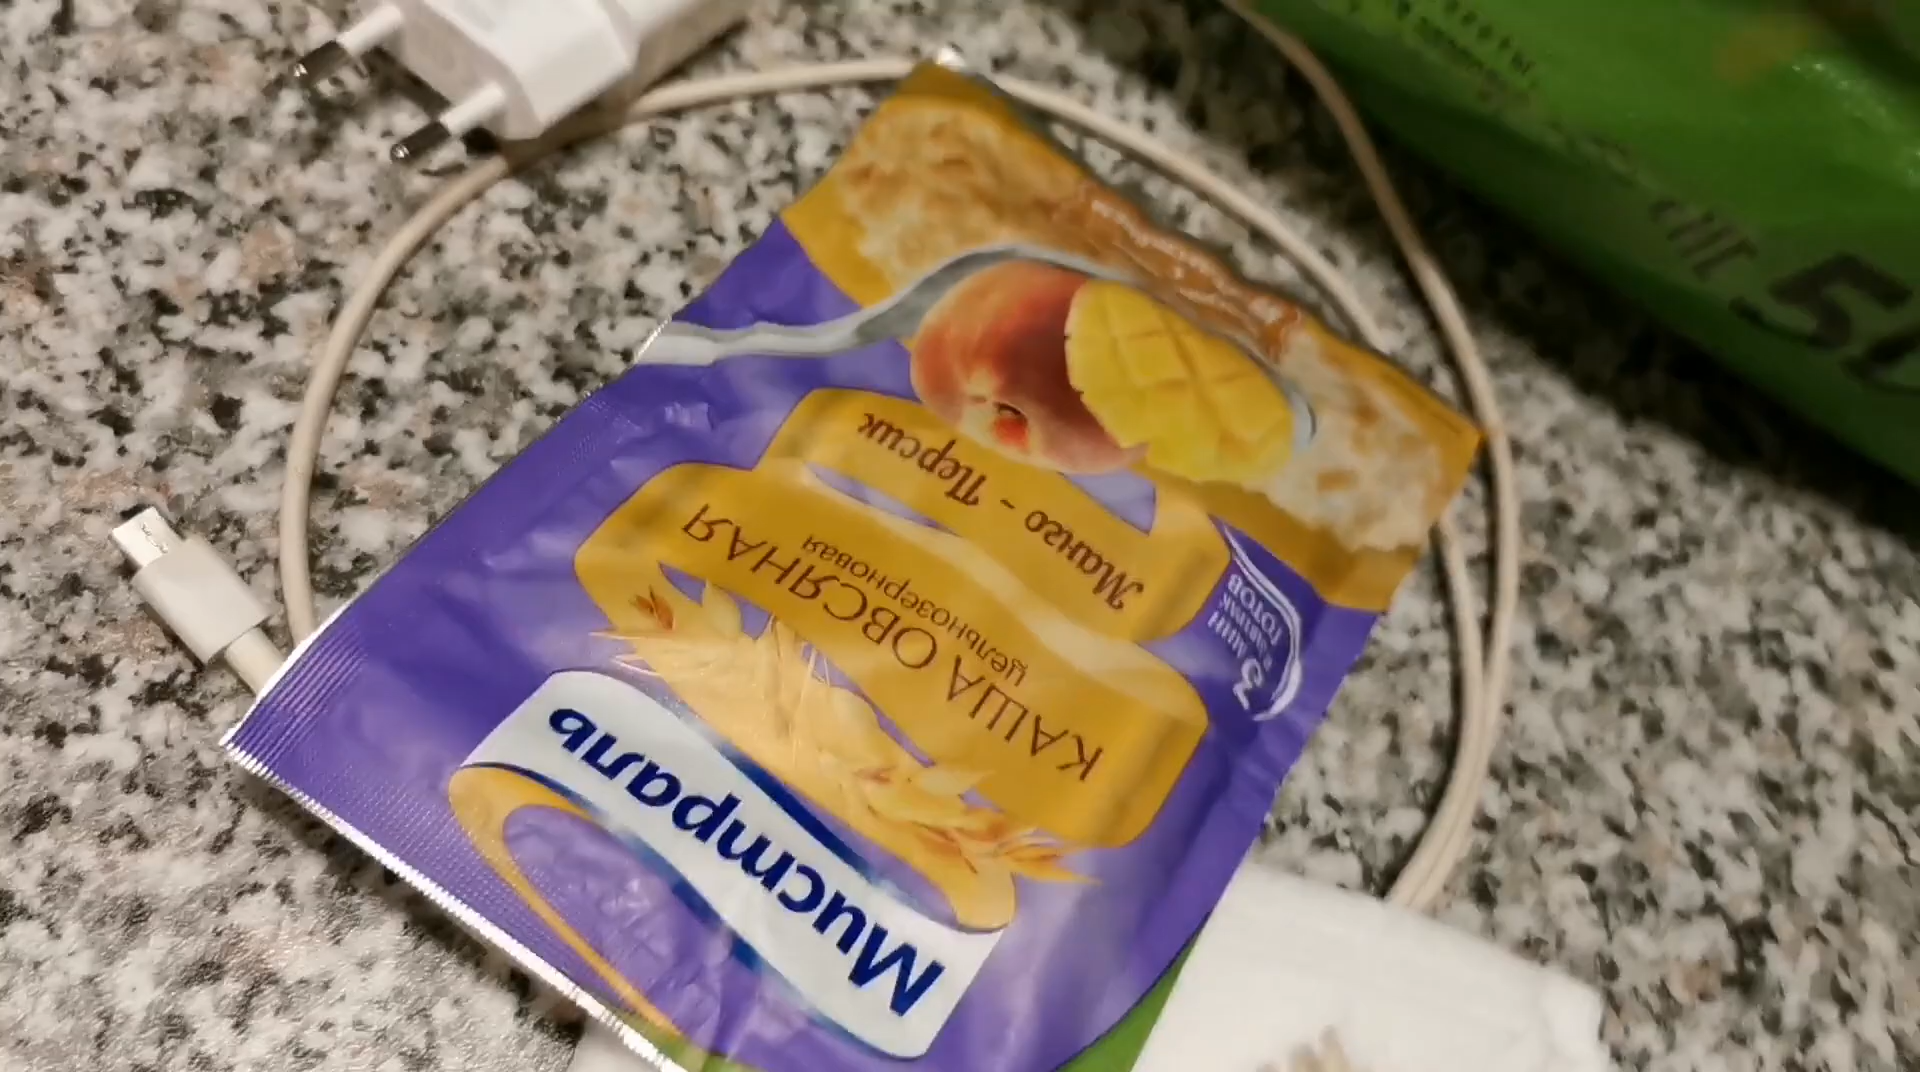 Мистраль
КАША ОВСЯНАЯ
цельнозерновая
Манго - Персик
3 МИН
ГОТОВ